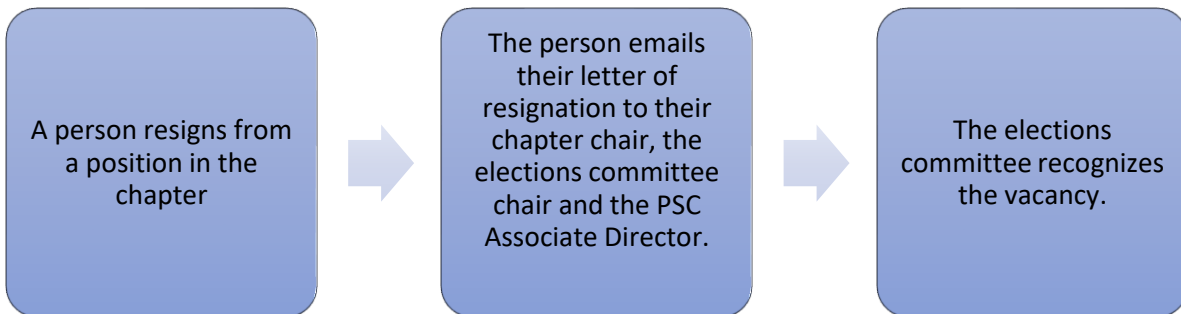 A person resigns from
a position in the
chapter
The person emails
their letter of
resignation to their
chapter chair, the
elections committee
chair and the PSC
Associate Director.
The elections
committee recognizes
the vacancy.